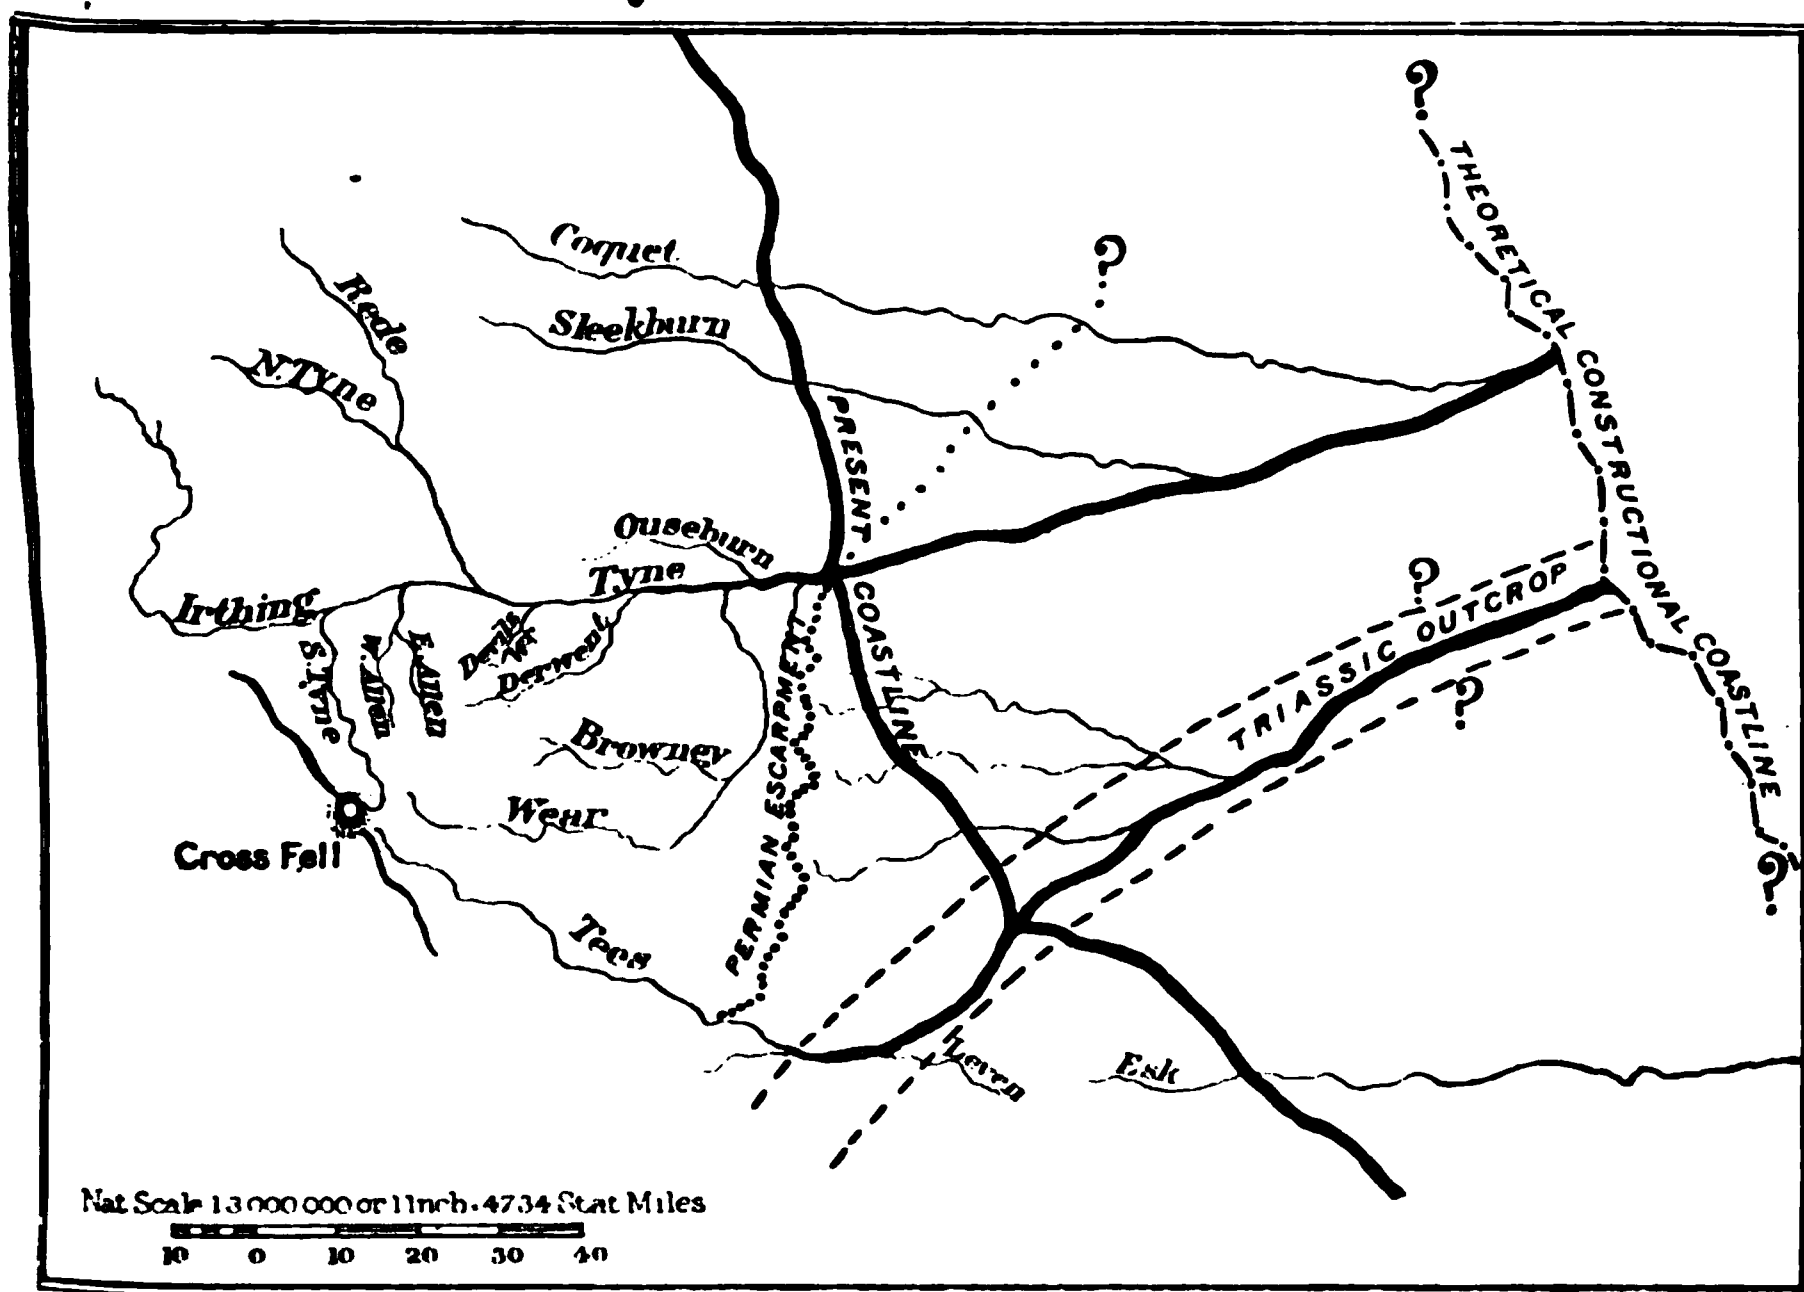 ?
THEORETICAL CONSTRUCTIONAL COASTLINE
?
Coquet
Rede
Sleekburn
N. Tyne
PRESENT COASTLINE
Ouseburn
Tyne
Irthing
S. Tyne
W. Allen
E. Allen
Derwent
?
TRIASSIC OUTCROP
?
PERMIAN ESCARPMENT
Browney
Wear
Cross Fell
?
Tees
Leven
Esk
Nat Scale 1 3 000 000 or 1 Inch. 47 34 Stat Miles
10 0 10 20 30 40